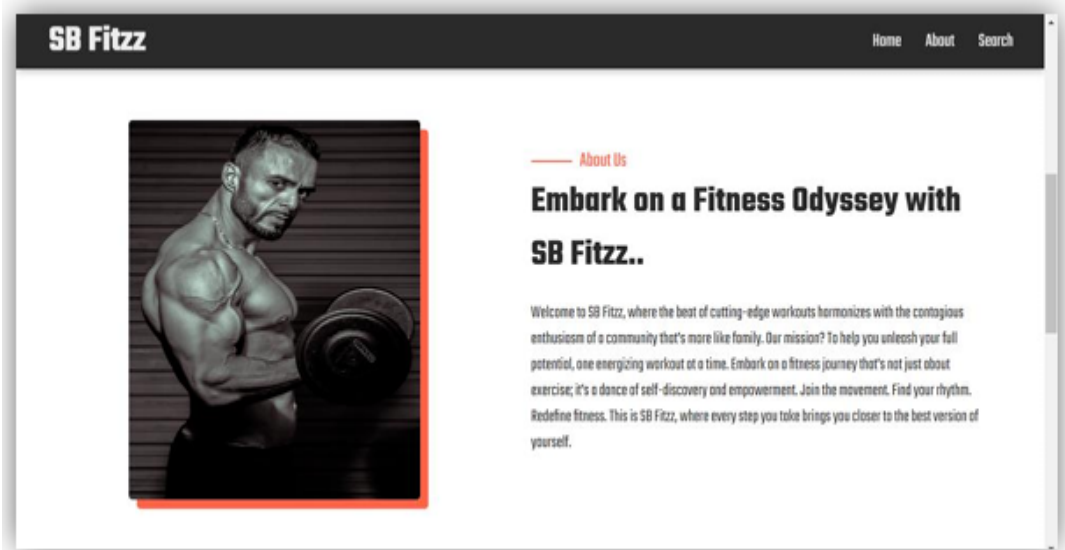 SB Fitzz
Home About Search
About Us
Embark on a Fitness Odyssey with
SB Fitzz..
Welcome to SB Fitzz, where the beat of cutting-edge workouts harmonizes with the contagious
enthusiasm of a community that's more like family. Our mission? To help you unleash your full
potential, one energizing workout at a time. Embark on a fitness journey that's not just about
exercise; it's a dance of self-discovery and empowerment. Join the movement. Find your rhythm.
Redefine fitness. This is SB Fitzz, where every step you take brings you closer to the best version of
yourself.